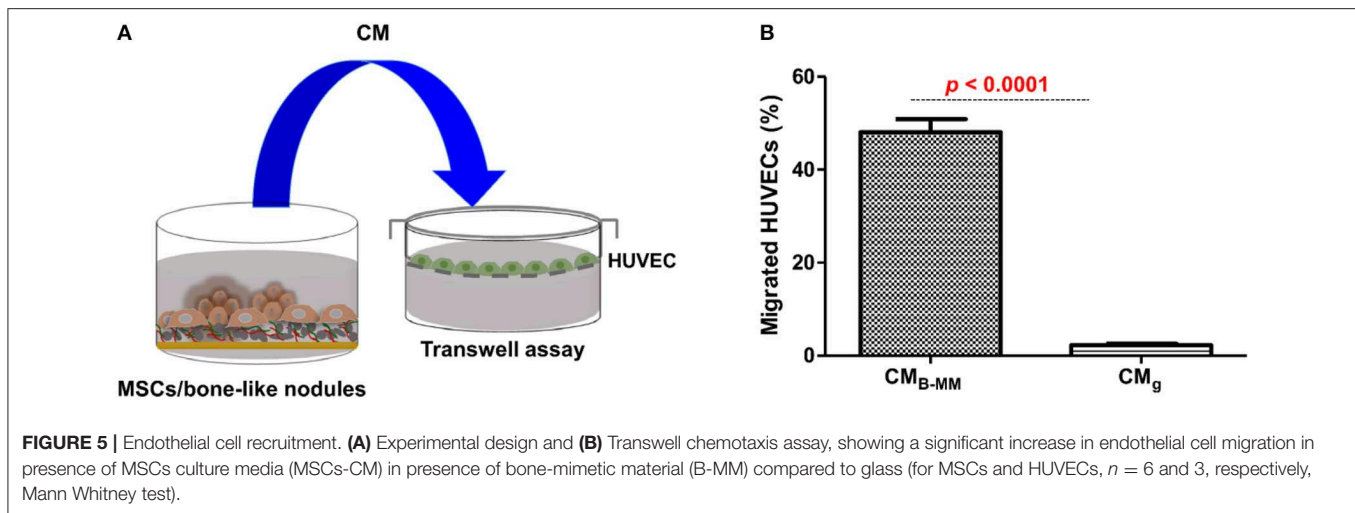 A
CM
HUVEC
Transwell assay
MSCs/bone-like nodules
B
60
40
20
0
Migrated HUVECs (%)
p < 0.0001
CM_B-MM
CM_g
FIGURE 5 | Endothelial cell recruitment. (A) Experimental design and (B) Transwell chemotaxis assay, showing a significant increase in endothelial cell migration in
presence of MSCs culture media (MSCs-CM) in presence of bone-mimetic material (B-MM) compared to glass (for MSCs and HUVECs, n = 6 and 3, respectively,
Mann Whitney test).